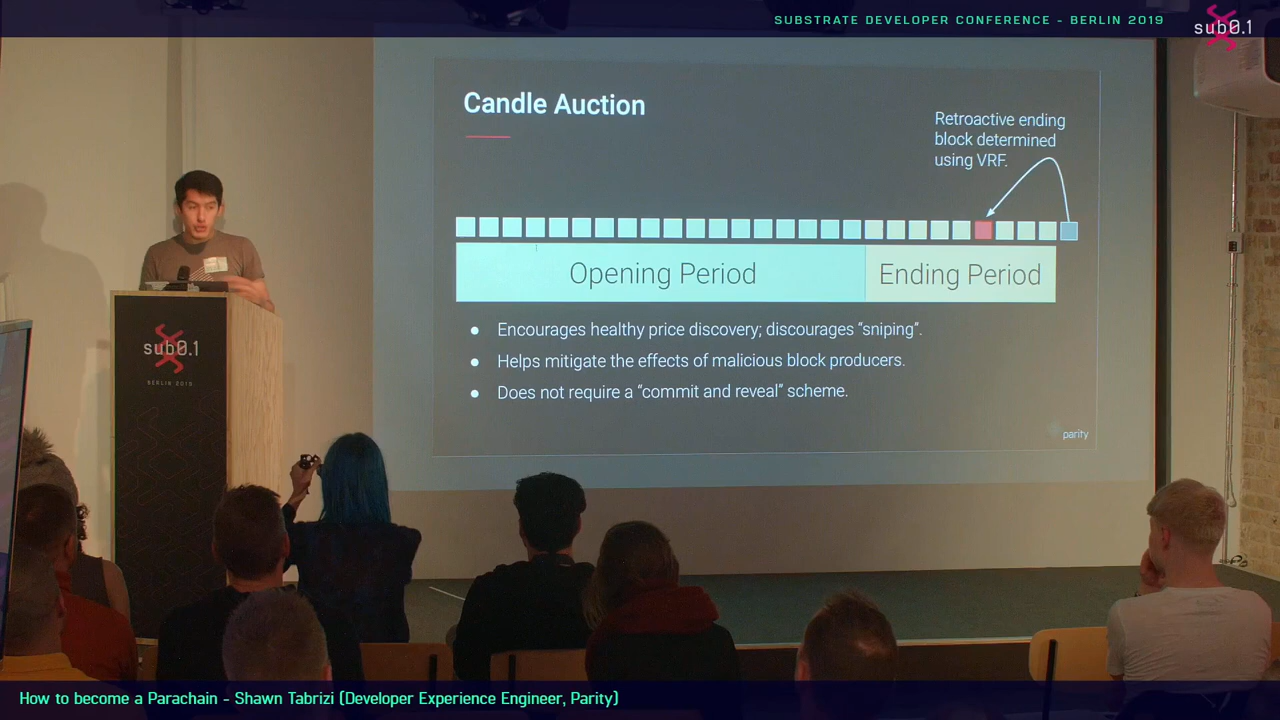 SUBSTRATE DEVELOPER CONFERENCE - BERLIN 2019
sub0.1
Candle Auction
Retroactive ending
block determined
using VRF.
Opening Period
Ending Period
● Encourages healthy price discovery; discourages “sniping”.
● Helps mitigate the effects of malicious block producers.
● Does not require a “commit and reveal” scheme.
parity
sub0.1
BERLIN 2019
How to become a Parachain - Shawn Tabrizi (Developer Experience Engineer, Parity)